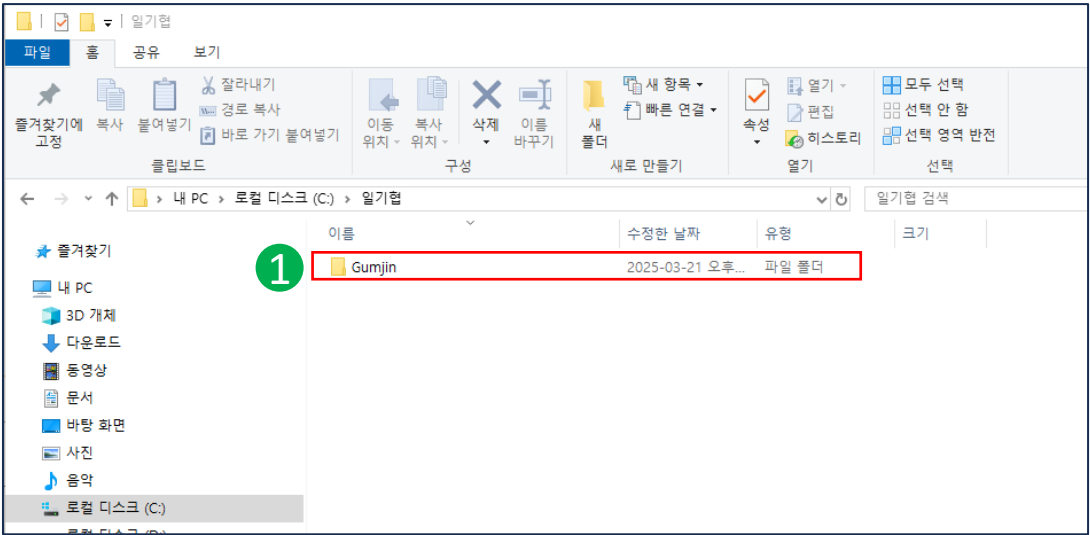 일기협
파일 홈 공유 보기
즐겨찾기에 고정
복사
붙여넣기
잘라내기
경로 복사
바로 가기 붙여넣기
클립보드
이동 위치
복사 위치
삭제
이름 바꾸기
구성
새 폴더
새 항목
빠른 연결
새로 만들기
속성
열기
편집
히스토리
열기
모두 선택
선택 안 함
선택 영역 반전
선택
내 PC > 로컬 디스크 (C:) > 일기협
일기협 검색
이름 수정한 날짜 유형 크기
1 Gumjin 2025-03-21 오후... 파일 폴더
즐겨찾기
내 PC
3D 개체
다운로드
동영상
문서
바탕 화면
사진
음악
로컬 디스크 (C:)